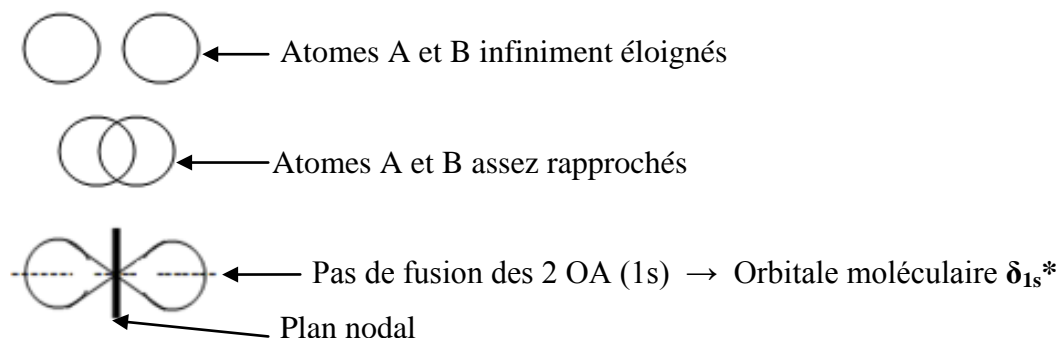 Atomes A et B infiniment éloignés
Atomes A et B assez rapprochés
Pas de fusion des 2 OA (1s) → Orbitale moléculaire δ1s*
Plan nodal